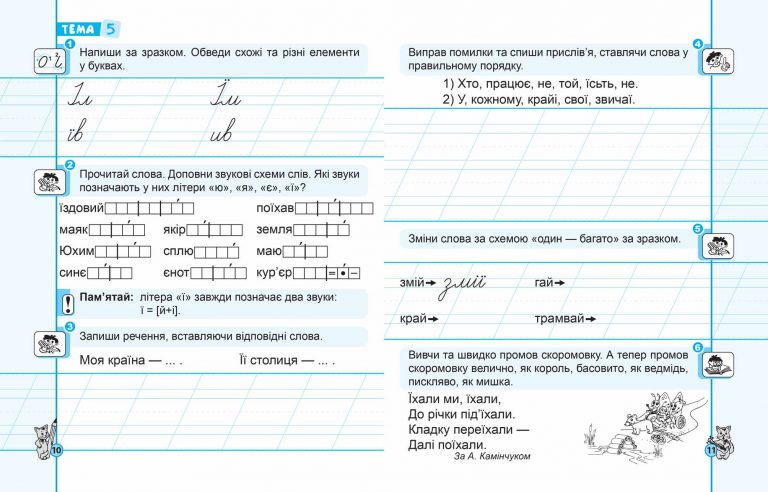 ТЕМА 5
1
Напиши за зразком. Обведи схожі та різні елементи
у буквах.
Іл Їм
їв ив
2
Прочитай слова. Доповни звукові схеми слів. Які звуки
позначають у них літери «ю», «я», «є», «ї»?
їздовий поїхав
маяк якір земля
Юхим сплю маю
синє єнот кур’єр = • –
! Пам’ятай: літера «ї» завжди позначає два звуки:
ї = [й+і].
3
Запиши речення, вставляючи відповідні слова.
Моя країна — ... . Її столиця — ... .
10
4
Виправ помилки та спиши прислів’я, ставлячи слова у
правильному порядку.
1) Хто, працює, не, той, їсьть, не.
2) У, кожному, крайі, свої, звичаї.
5
Зміни слова за схемою «один — багато» за зразком.
змій→ змії гай→
край→ трамвай→
6
Вивчи та швидко промов скоромовку. А тепер промов
скоромовку велично, як король, басовито, як ведмідь,
пискляво, як мишка.
Їхали ми, їхали,
До річки під’їхали.
Кладку переїхали —
Далі поїхали.
За А. Камінчуком
11